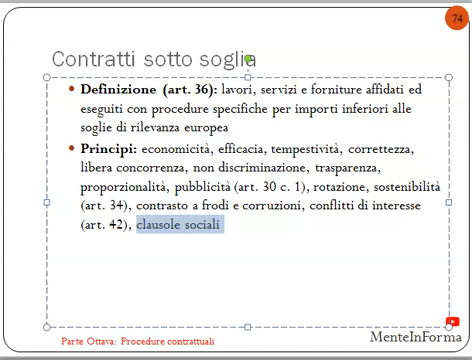 74
Contratti sotto soglia
• Definizione (art. 36): lavori, servizi e forniture affidati ed
eseguiti con procedure specifiche per importi inferiori alle
soglie di rilevanza europea
• Principi: economicità, efficacia, tempestività, correttezza,
libera concorrenza, non discriminazione, trasparenza,
proporzionalità, pubblicità (art. 30 c. 1), rotazione, sostenibilità
(art. 34), contrasto a frodi e corruzioni, conflitti di interesse
(art. 42), clausole sociali
Parte Ottava: Procedure contrattuali
MenteInForma